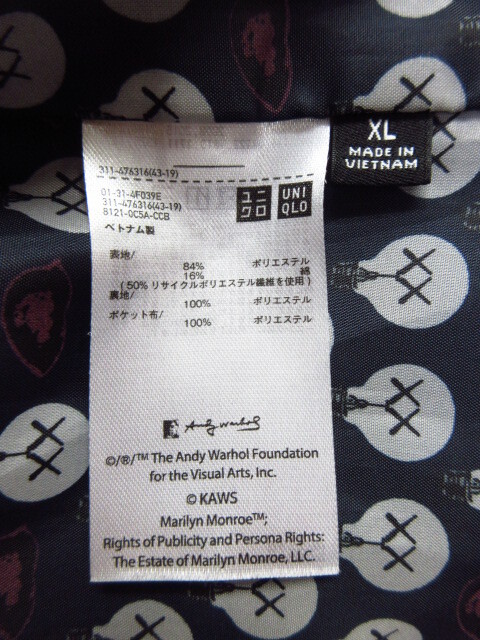 XL
MADE IN
VIETNAM
311-476316(43-19)
01-31-4F039E
311-476316(43-19)
8121-0C5A-CCB
ユニ
クロ
UNI
QLO
ベトナム製
表地/
84% ポリエステル
16% 綿
(50% リサイクルポリエステル繊維を使用)
裏地/
100% ポリエステル
ポケット布/
100% ポリエステル
Andy Warhol
©/®/™ The Andy Warhol Foundation
for the Visual Arts, Inc.
© KAWS
Marilyn Monroe™;
Rights of Publicity and Persona Rights:
The Estate of Marilyn Monroe, LLC.